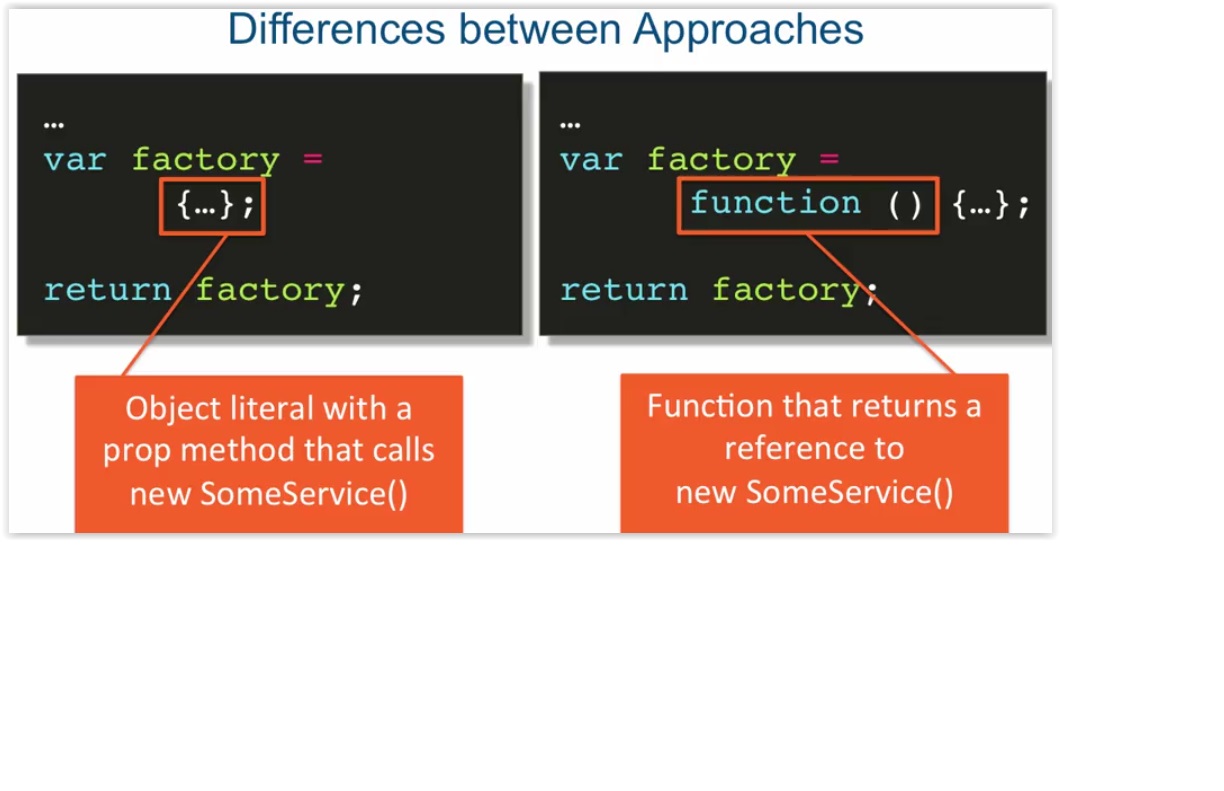 Differences between Approaches
…
var factory =
{…};
return factory;
Object literal with a
prop method that calls
new SomeService()
…
var factory =
function () {…};
return factory;
Function that returns a
reference to
new SomeService()